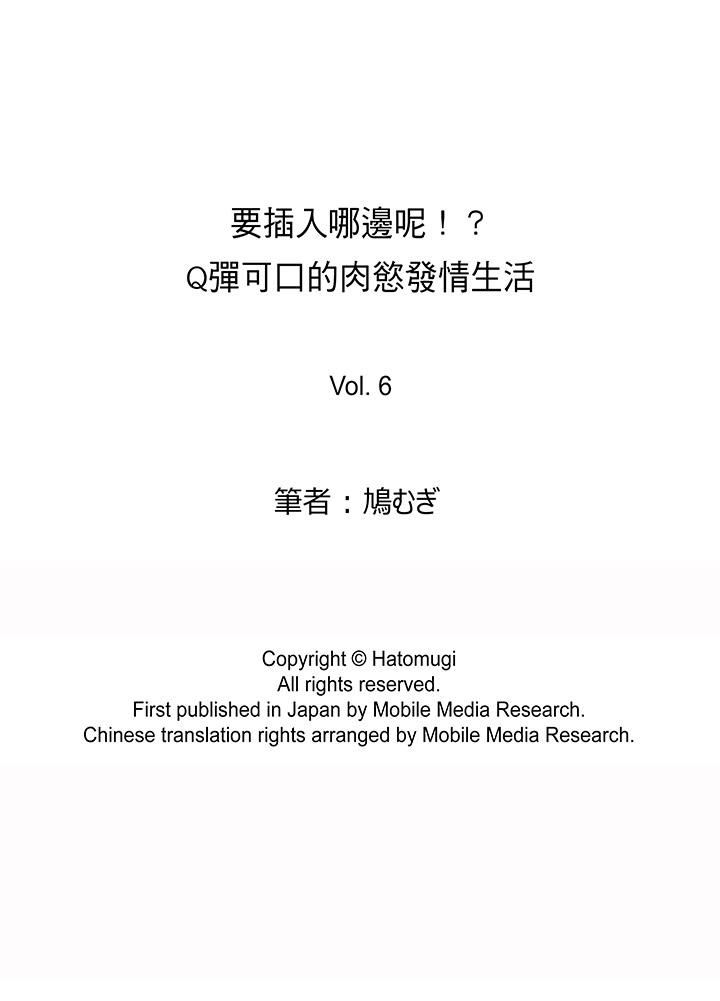 要插入哪邊呢！？
Q彈可口的肉慾發情生活
Vol. 6
筆者：鳩むぎ
Copyright © Hatomugi
All rights reserved.
First published in Japan by Mobile Media Research.
Chinese translation rights arranged by Mobile Media Research.